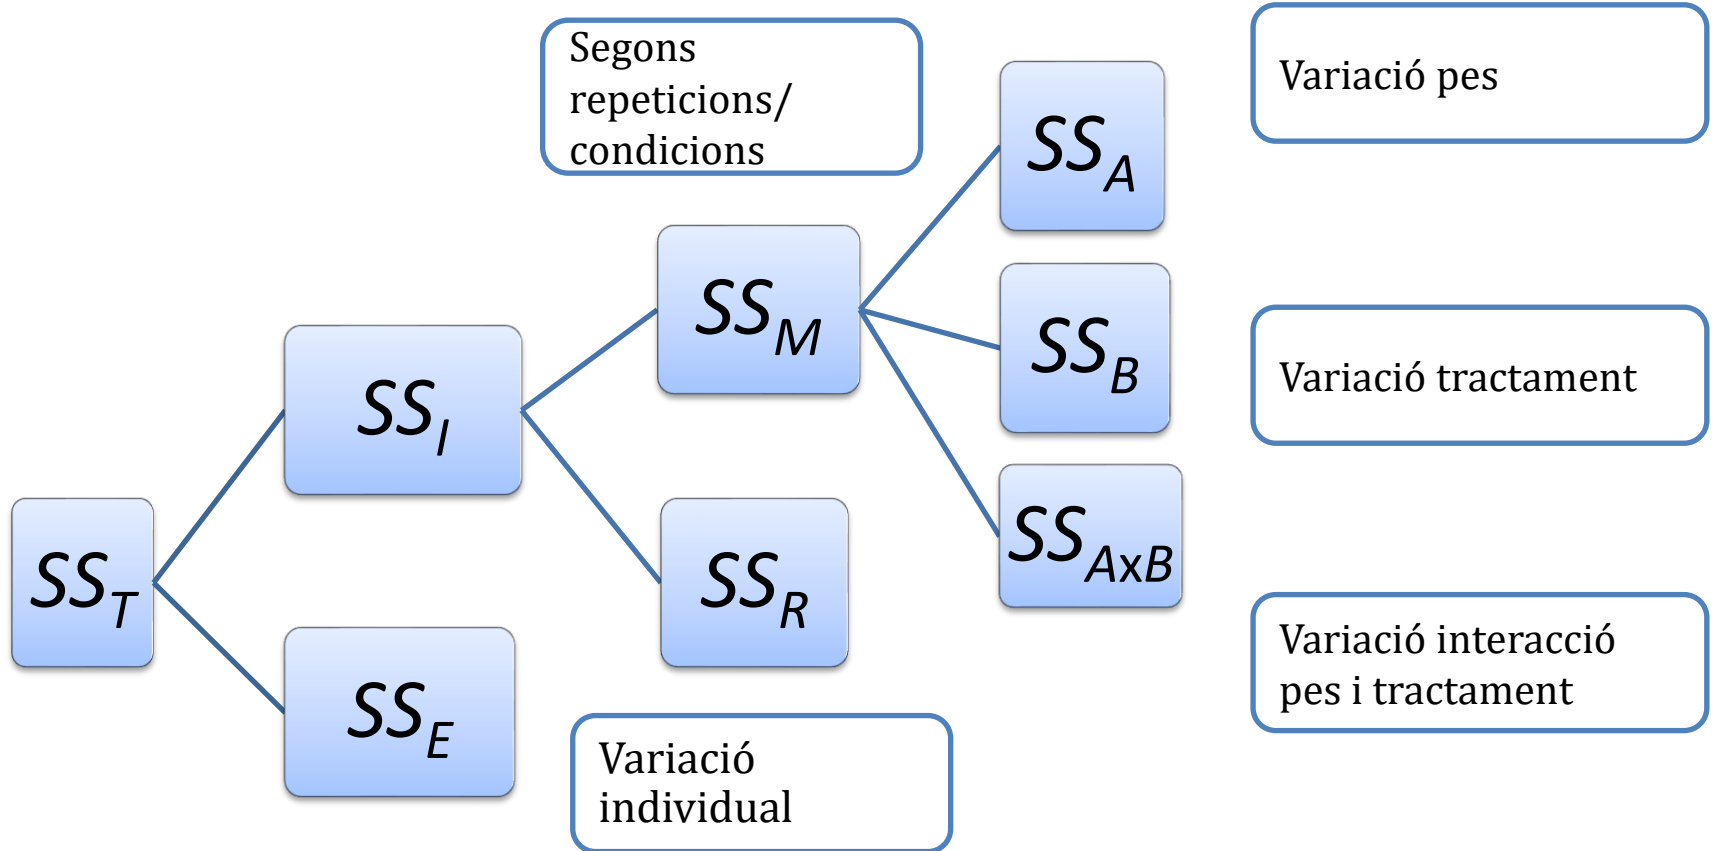 Segons
repeticions/
condicions
Variació pes
SS_A
SS_M
SS_B
Variació tractament
SS_I
SS_T
SS_R
SS_AxB
SS_E
Variació interacció
pes i tractament
Variació
individual